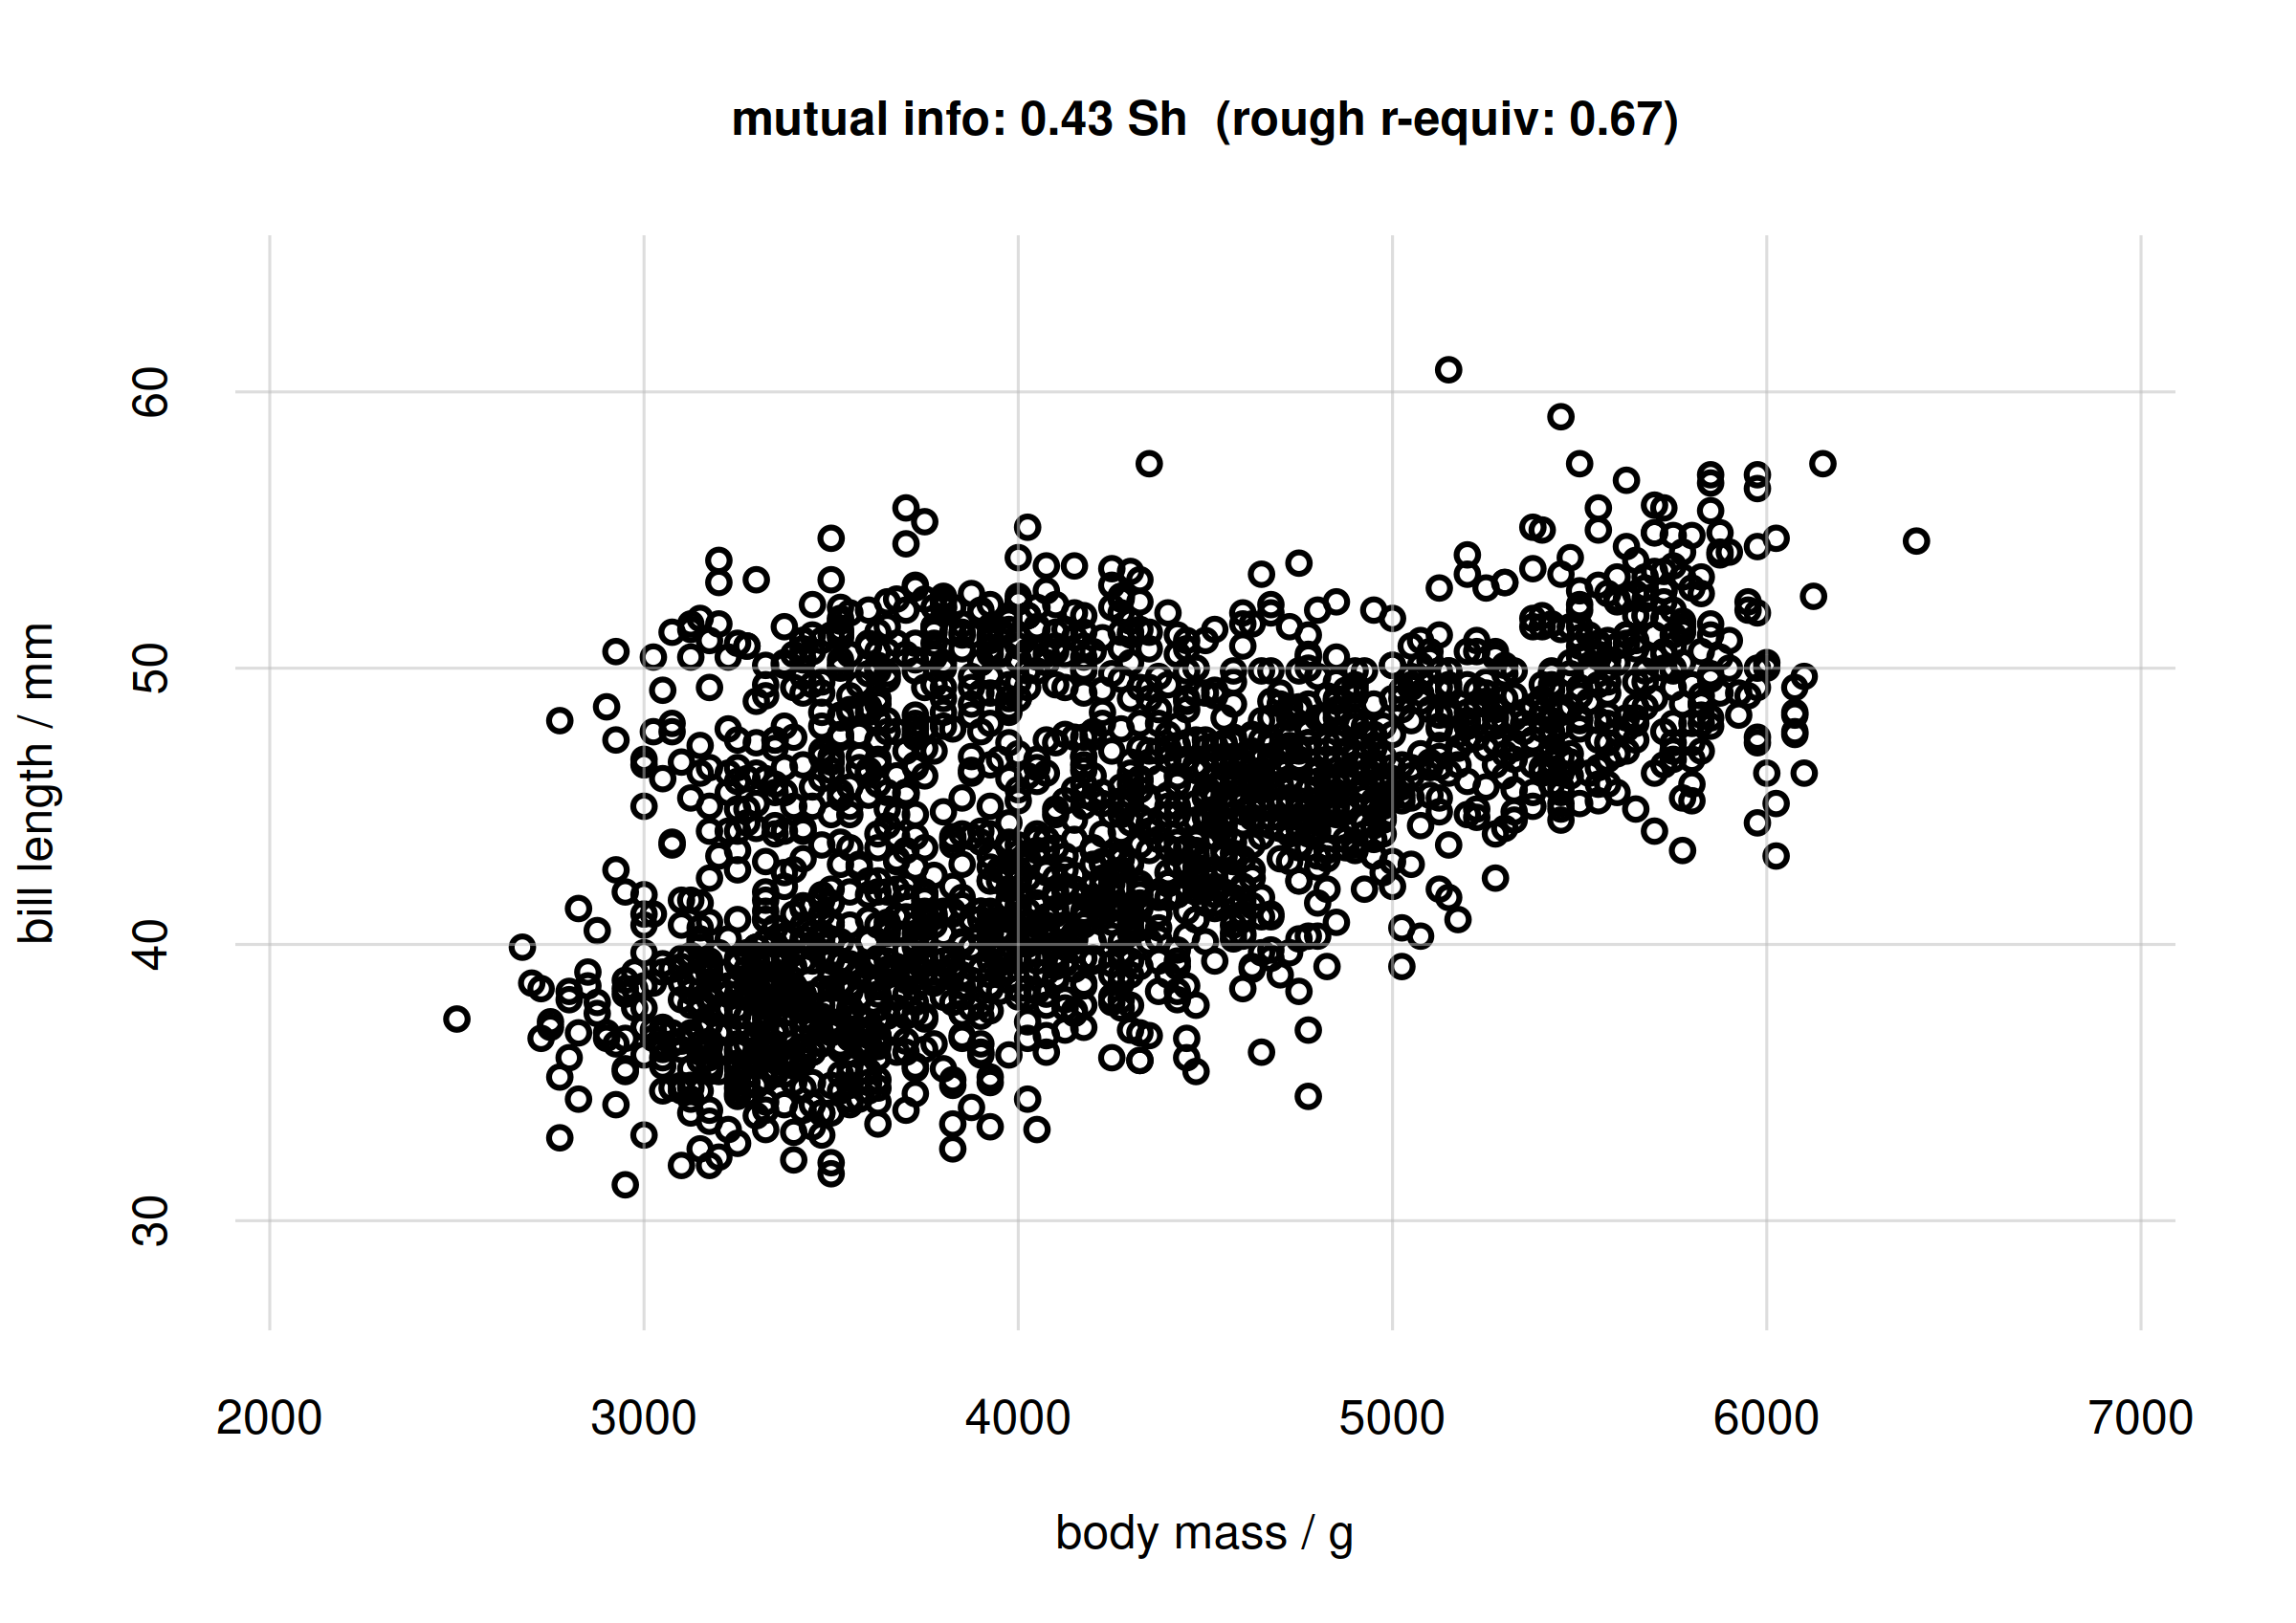 mutual info: 0.43 Sh  (rough r-equiv: 0.67)
60
50
40
30
bill length / mm
2000 3000 4000 5000 6000 7000
body mass / g